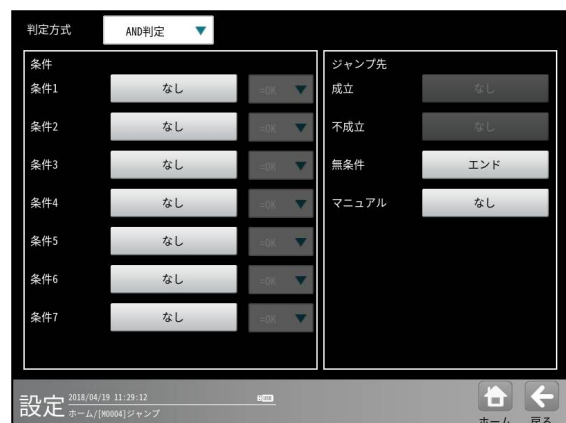 判定方式 AND判定
条件
条件1 なし =OK
条件2 なし =OK
条件3 なし =OK
条件4 なし =OK
条件5 なし =OK
条件6 なし =OK
条件7 なし =OK
ジャンプ先
成立 なし
不成立 なし
無条件 エンド
マニュアル なし
設定
2018/04/19 11:29:12
ホーム/[M0004]ジャンプ
ホーム
戻る